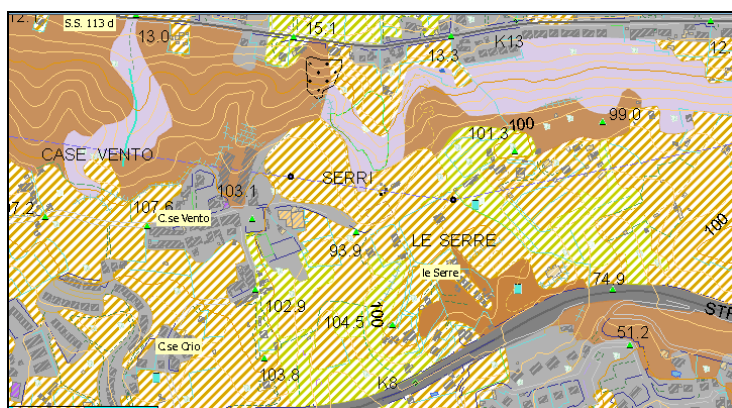 S.S. 113 d
15.1
13.0
13.3
K13
12.
99.0
100
101.3
CASE VENTO
SERRI
103.1
107.6
C.se Vento
LE SERRE
100
93.9
le Serre
74.9
102.9
STR
104.5
100
51.2
C.se Crio
103.8
K8